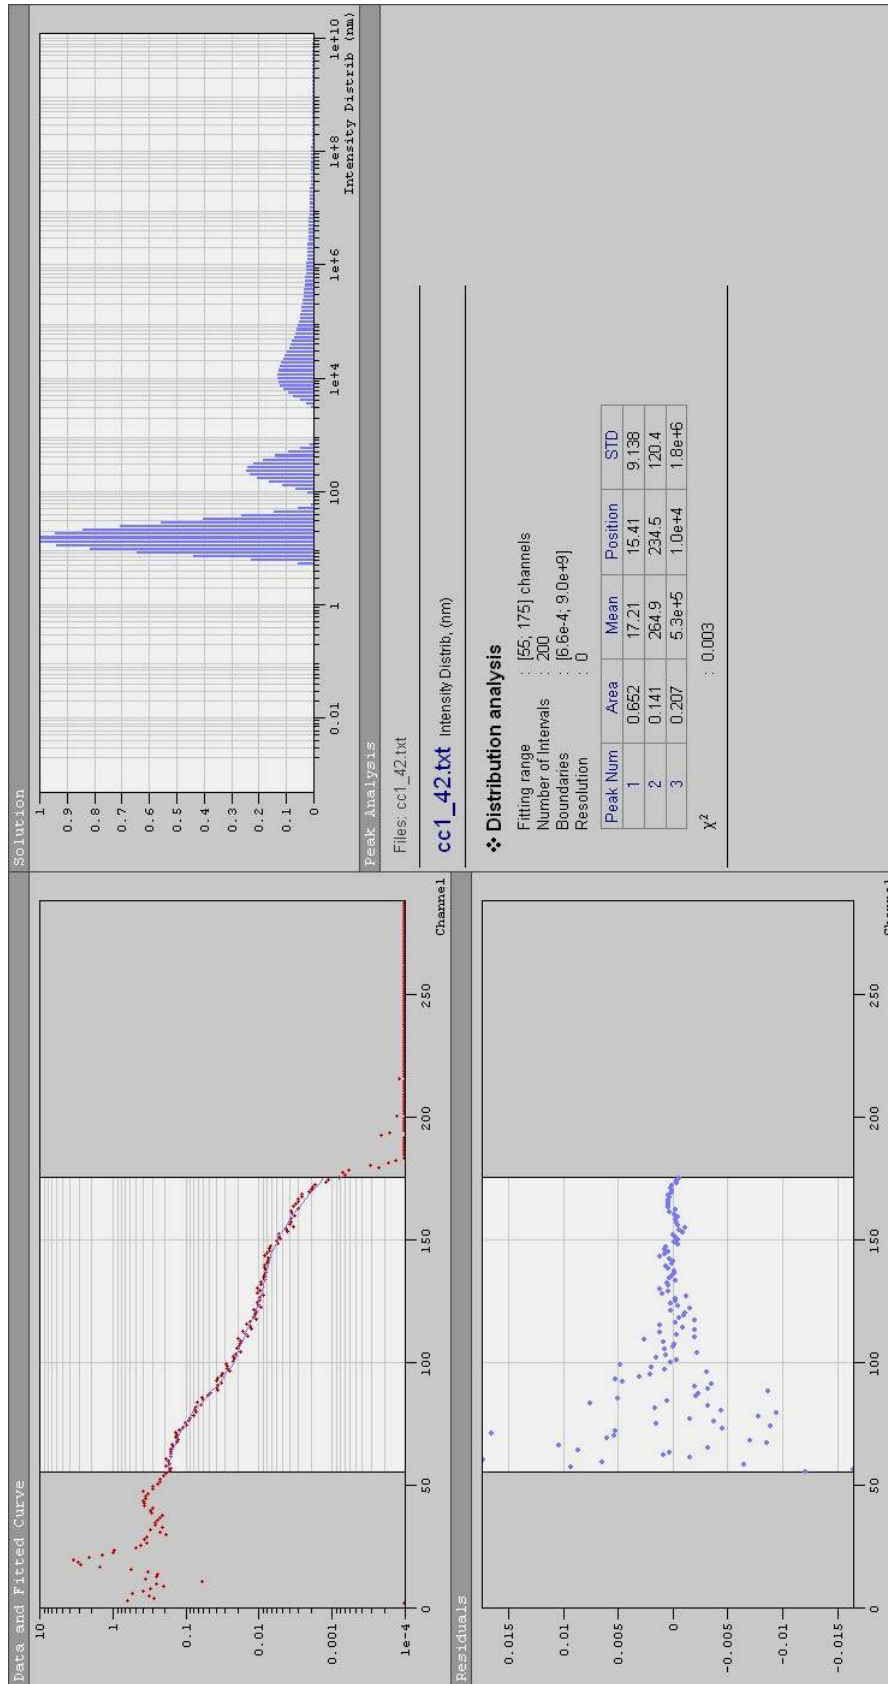 Data and Fitted Curve
10
1
0.1
0.01
0.001
1e-4
0
50
100
150
200
250
Channel
Residuals
0.015
0.01
0.005
0
-0.005
-0.01
-0.015
0
50
100
150
200
250
Channel
Solution
1
0.9
0.8
0.7
0.6
0.5
0.4
0.3
0.2
0.1
0
0.01
1
100
1e+4
1e+6
1e+8
1e+10
Intensity Distrib (nm)
Peak Analysis
Files: cc1_42.txt
cc1_42.txt Intensity Distrib, (nm)
❖ Distribution analysis
Fitting range : [55; 175] channels
Number of Intervals : 200
Boundaries : [6.6e-4; 9.0e+9]
Resolution : 0
Peak Num Area Mean Position STD
1 0.652 17.21 15.41 9.138
2 0.141 264.9 234.5 120.4
3 0.207 5.3e+5 1.0e+4 1.8e+6
χ² : 0.003